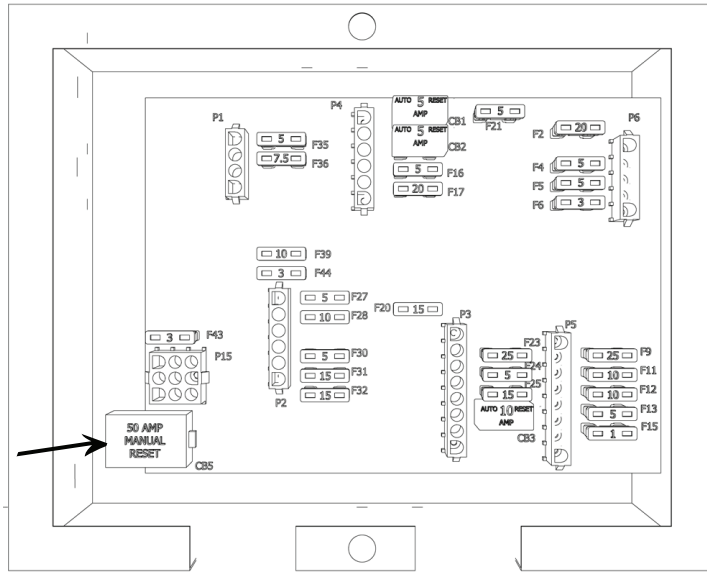 P1
5
F35
7.5
F36
P4
AUTO 5 RESET
AMP
CB1
AUTO 5 RESET
AMP
CB2
5
F16
20
F17
5
F21
F2
20
P6
F4
5
F5
5
F6
3
10
F39
3
F44
5
F27
10
F28
5
F30
15
F31
15
F32
P2
F20
15
P3
F23
25
F24
5
F25
15
AUTO 10 RESET
AMP
CB3
P5
25
F9
10
F11
10
F12
5
F13
1
F15
3
F43
P15
50 AMP
MANUAL
RESET
CB5